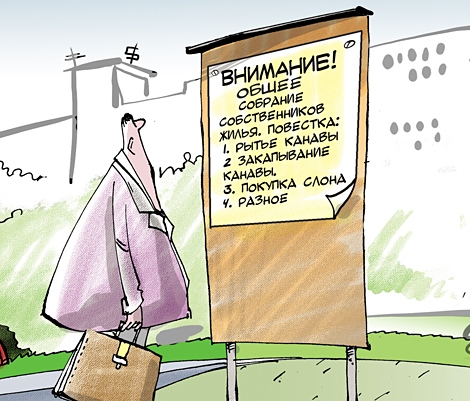 $
ВНИМАНИЕ!
ОБЩЕЕ
СОБРАНИЕ
СОБСТВЕННИКОВ
ЖИЛЬЯ. ПОВЕСТКА:
1. РЫТЬЕ КАНАВЫ
2 ЗАКАПЫВАНИЕ
КАНАВЫ.
3. ПОКУПКА СЛОНА
4. РАЗНОЕ